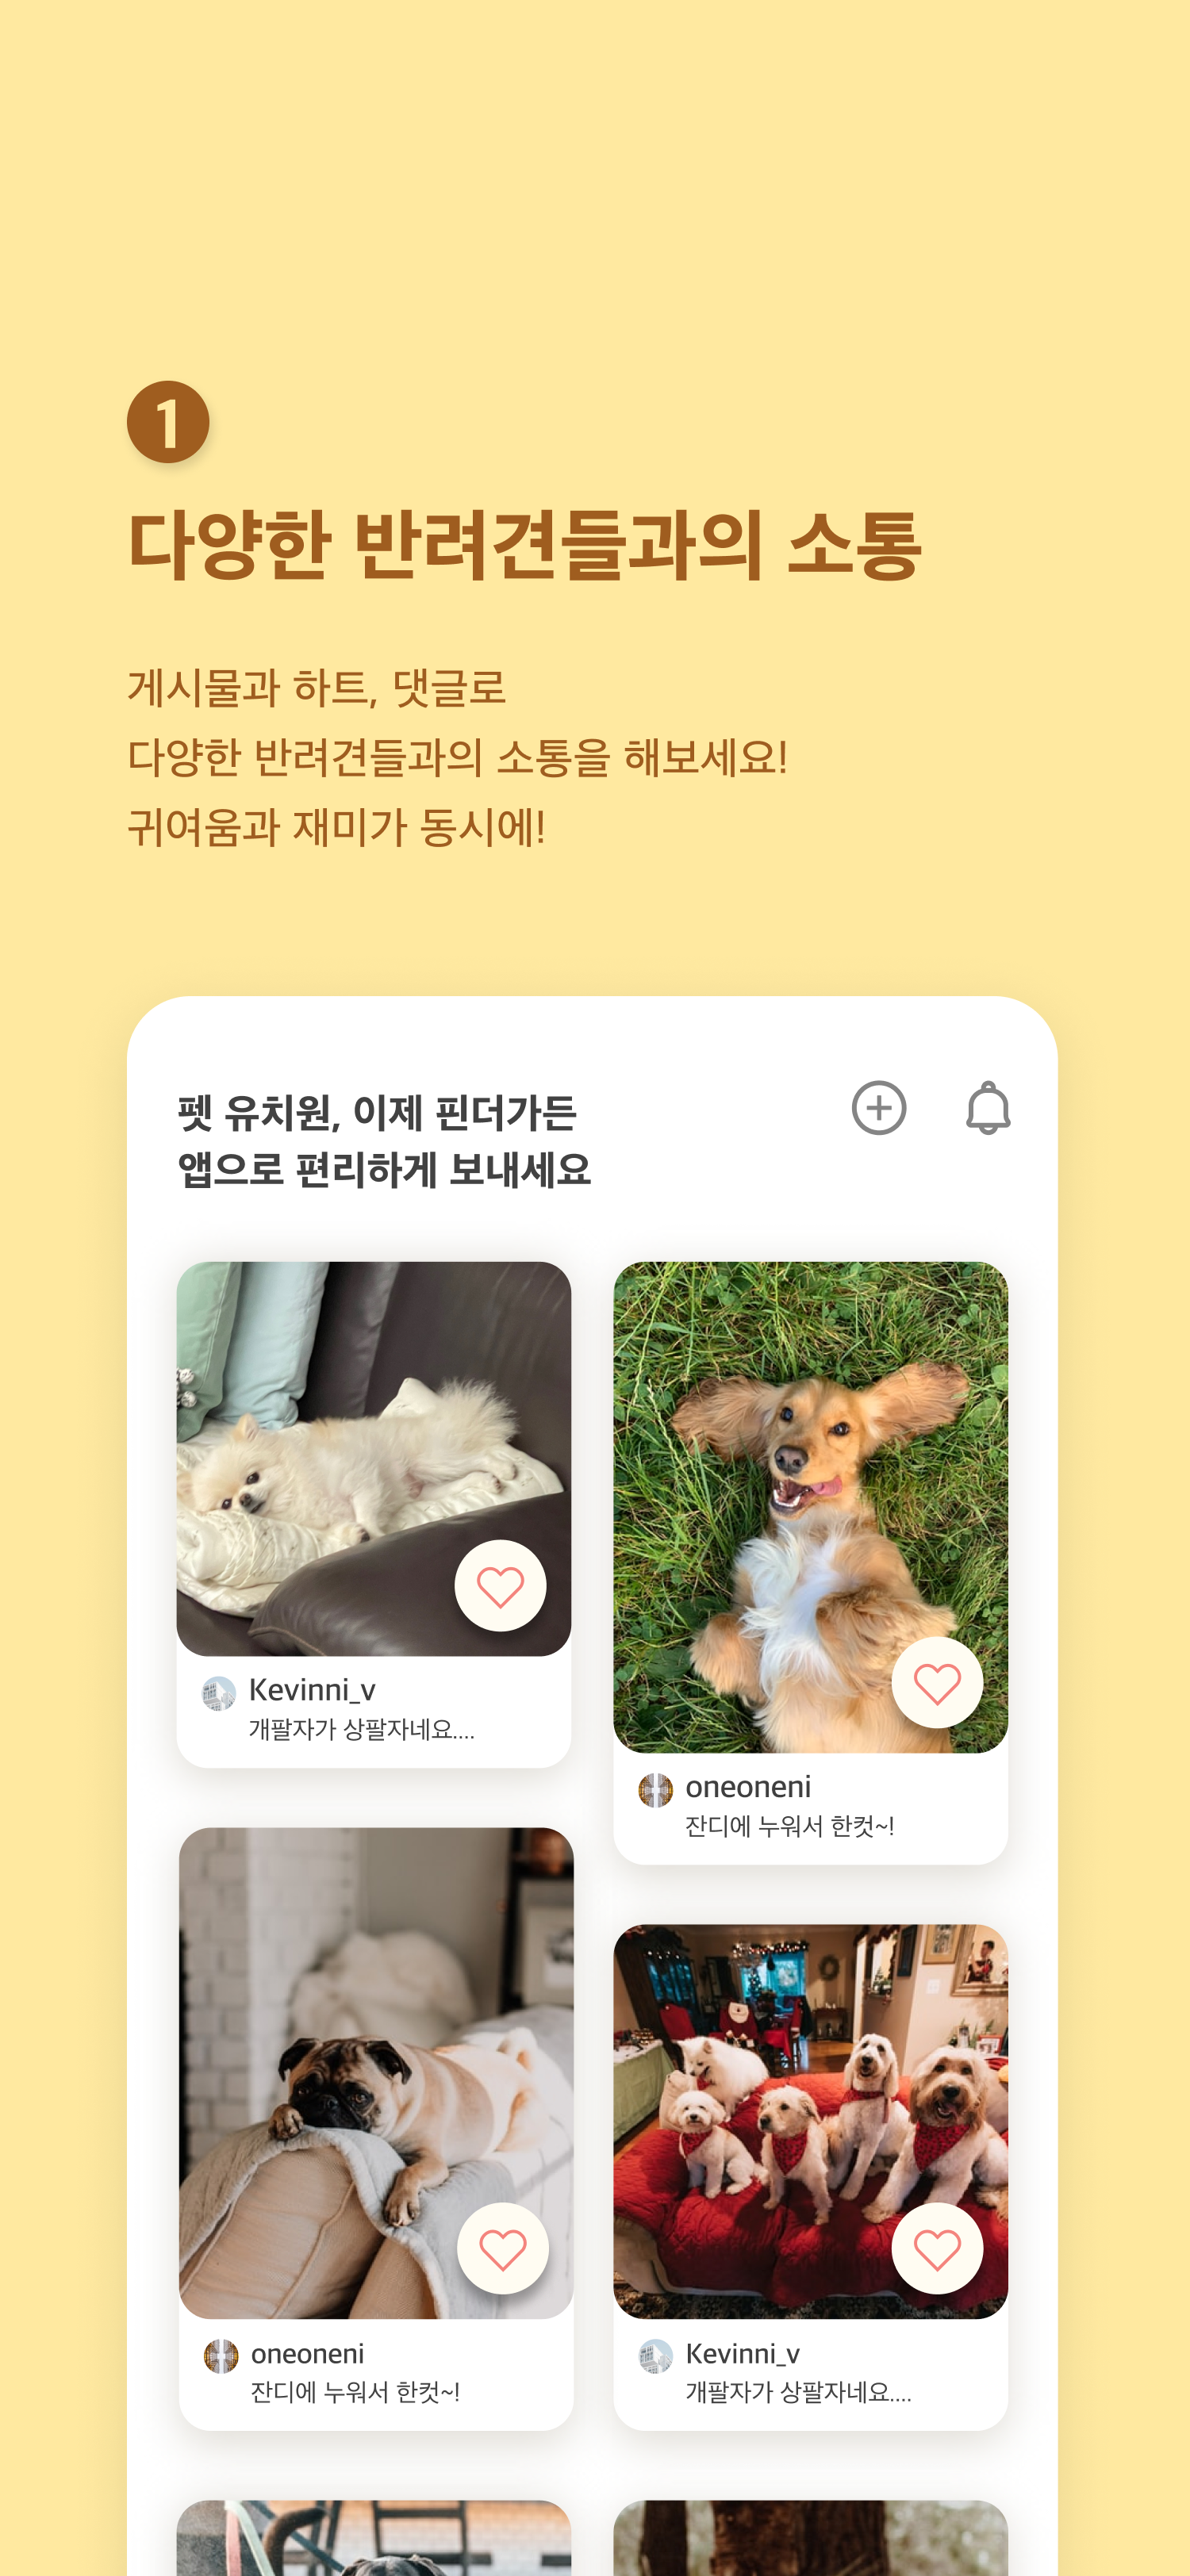 1
다양한 반려견들과의 소통
게시물과 하트, 댓글로
다양한 반려견들과의 소통을 해보세요!
귀여움과 재미가 동시에!
펫 유치원, 이제 핀더가든
앱으로 편리하게 보내세요
Kevinni_v
개팔자가 상팔자네요....
oneoneni
잔디에 누워서 한컷~!
oneoneni
잔디에 누워서 한컷~!
Kevinni_v
개팔자가 상팔자네요....